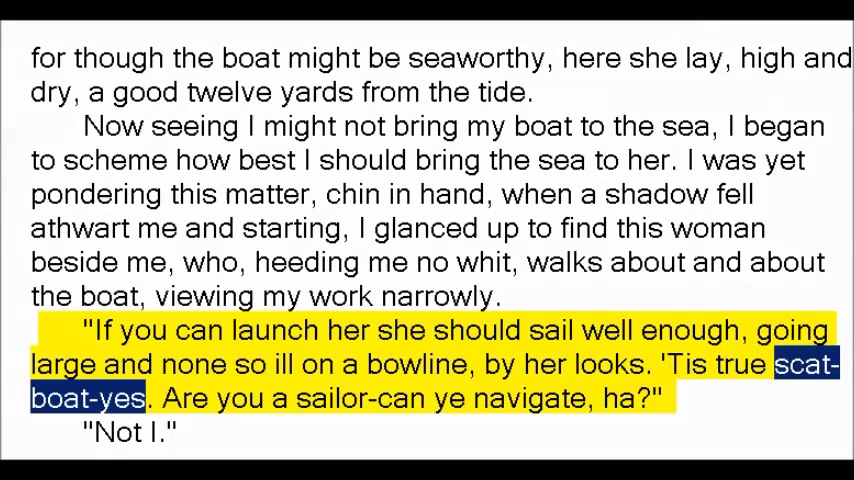 for though the boat might be seaworthy, here she lay, high and
dry, a good twelve yards from the tide.
Now seeing I might not bring my boat to the sea, I began
to scheme how best I should bring the sea to her. I was yet
pondering this matter, chin in hand, when a shadow fell
athwart me and starting, I glanced up to find this woman
beside me, who, heeding me no whit, walks about and about
the boat, viewing my work narrowly.
"If you can launch her she should sail well enough, going
large and none so ill on a bowline, by her looks. 'Tis true scat-
boat-yes. Are you a sailor-can ye navigate, ha?"
"Not I."